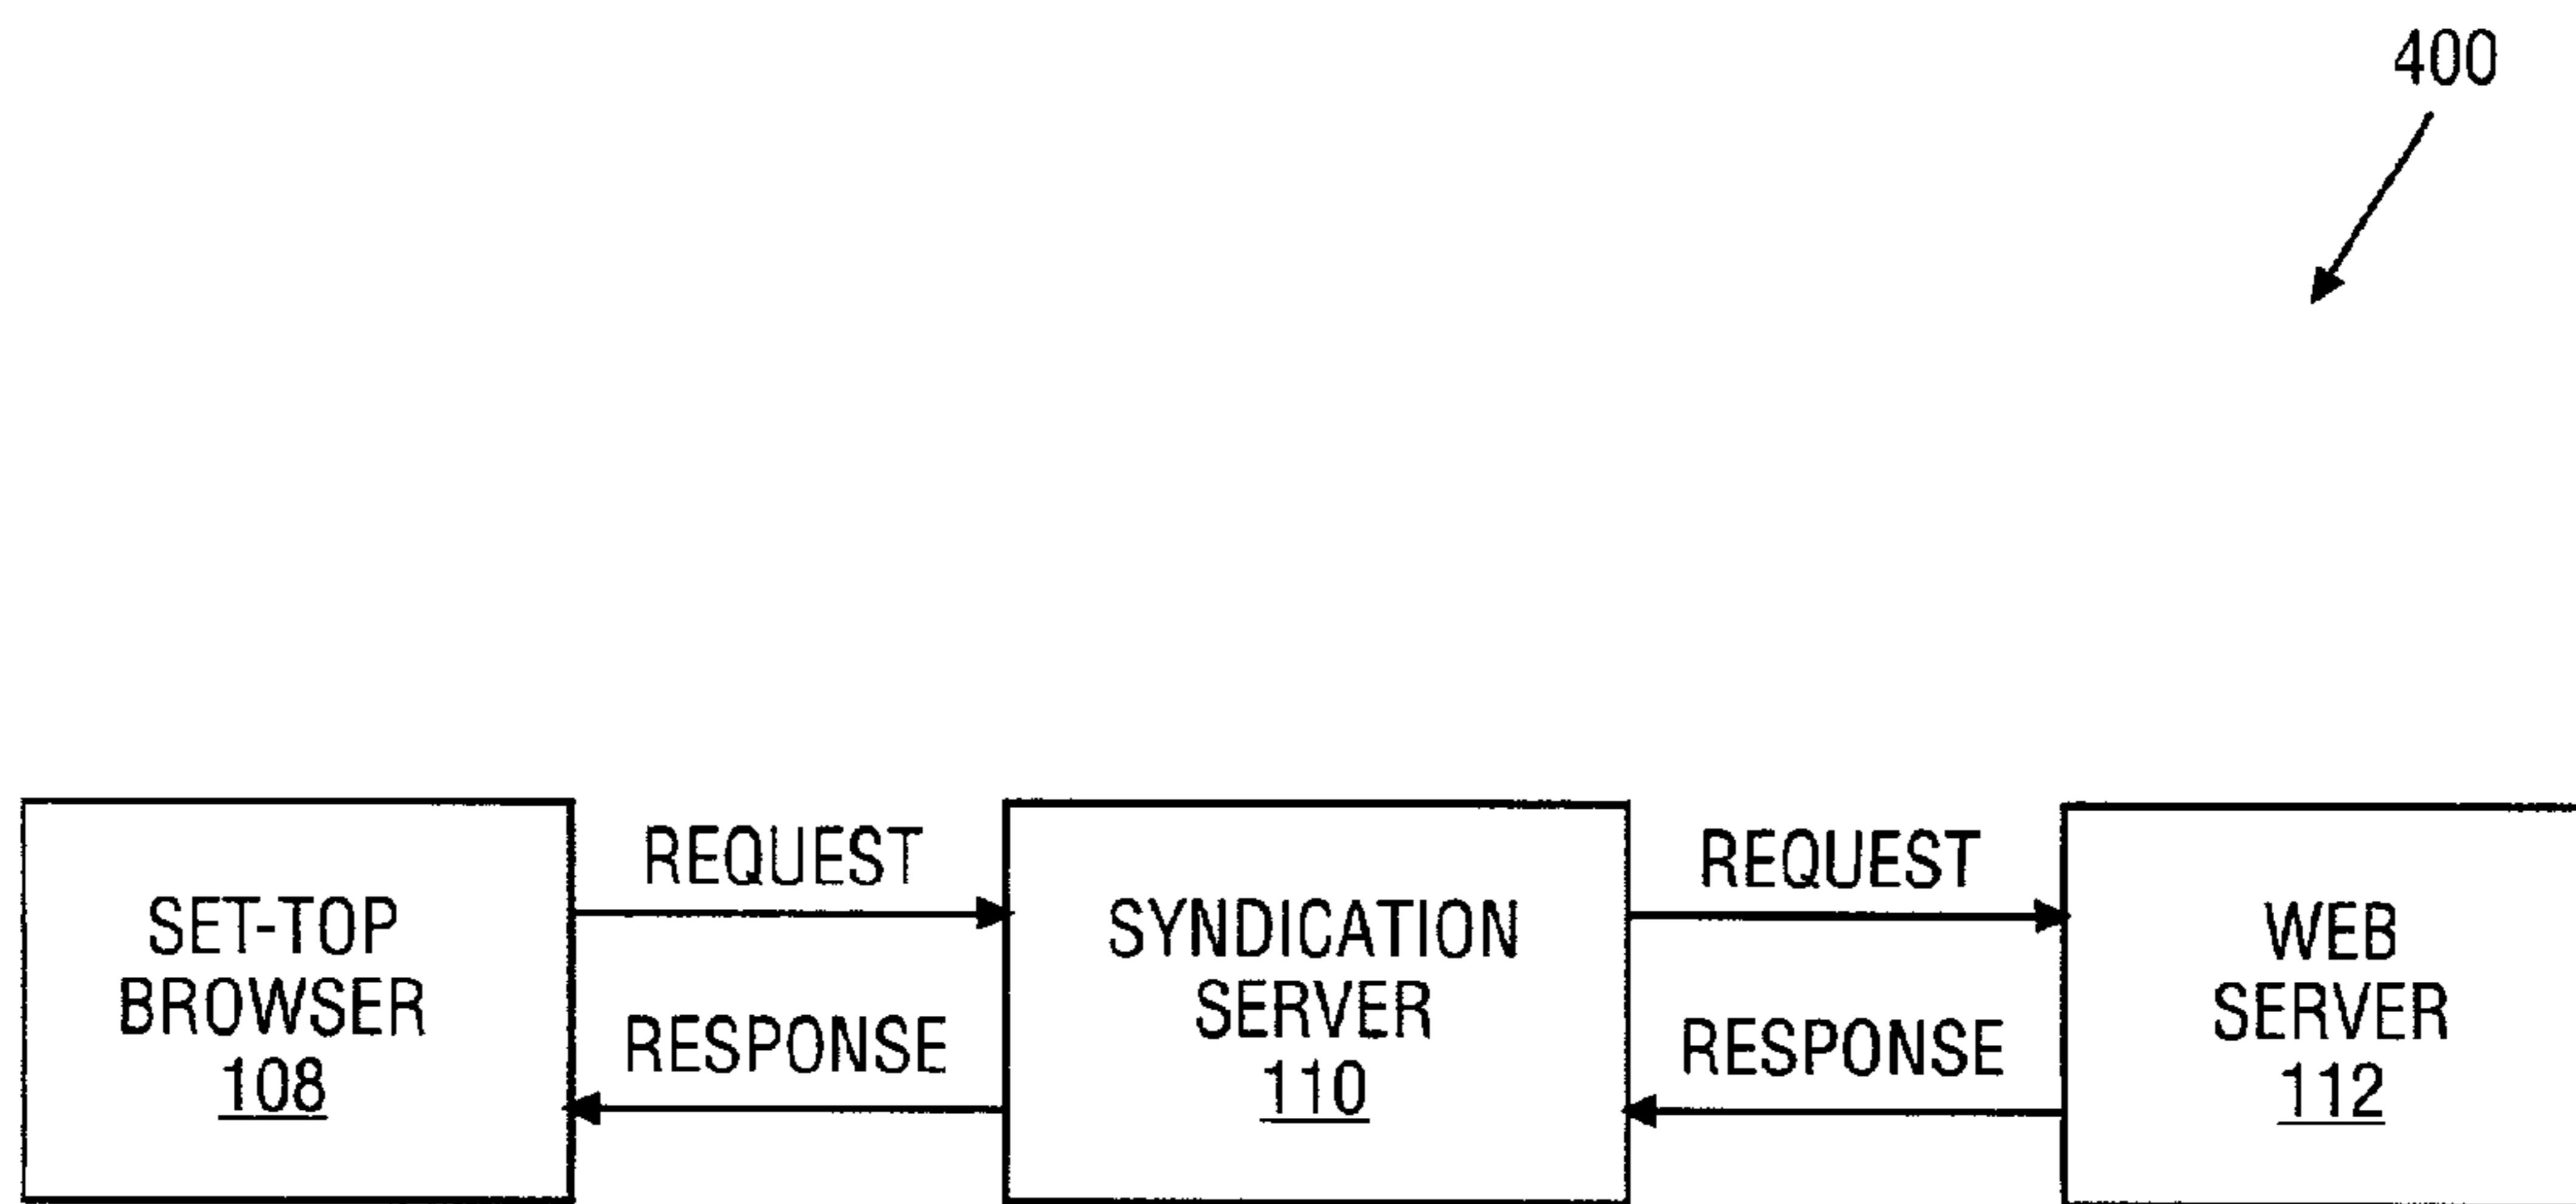 400
REQUEST
REQUEST
SET-TOP
BROWSER
108
SYNDICATION
SERVER
110
WEB
SERVER
112
RESPONSE
RESPONSE